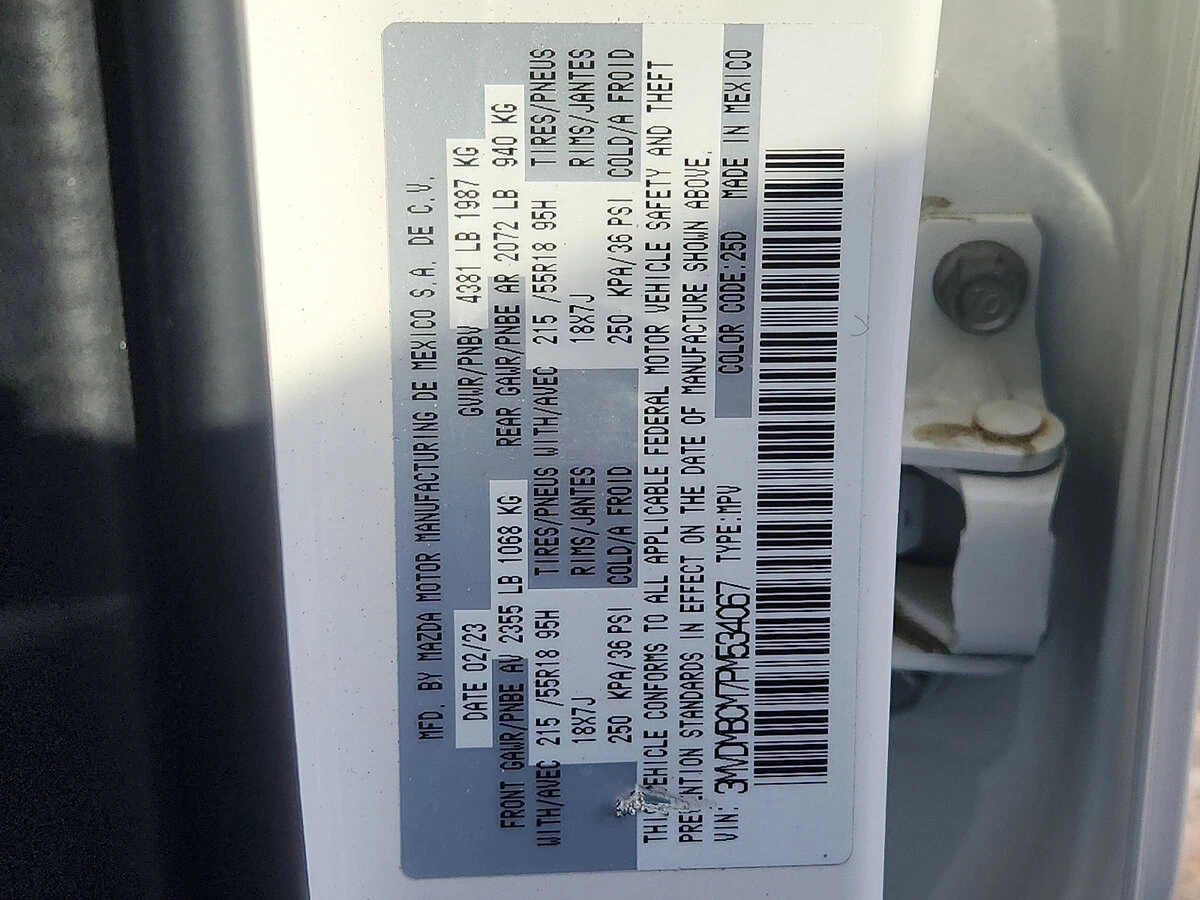 MFD. BY MAZDA MOTOR MANUFACTURING DE MEXICO S.A. DE C.V.
DATE 02/23 GVWR/PNBV 4381 LB 1987 KG
FRONT GAWR/PNBE AV 2355 LB 1068 KG REAR GAWR/PNBE AR 2072 LB 940 KG
WITH/AVEC 215 /55R18 95H TIRES/PNEUS WITH/AVEC 215 /55R18 95H TIRES/PNEUS
18X7J RIMS/JANTES 18X7J RIMS/JANTES
250 KPA/36 PSI COLD/A FROID 250 KPA/36 PSI COLD/A FROID
THIS VEHICLE CONFORMS TO ALL APPLICABLE FEDERAL MOTOR VEHICLE SAFETY AND THEFT
PREVENTION STANDARDS IN EFFECT ON THE DATE OF MANUFACTURE SHOWN ABOVE.
VIN: 3MVDMBCM7PM534067 TYPE:MPV COLOR CODE:25D MADE IN MEXICO